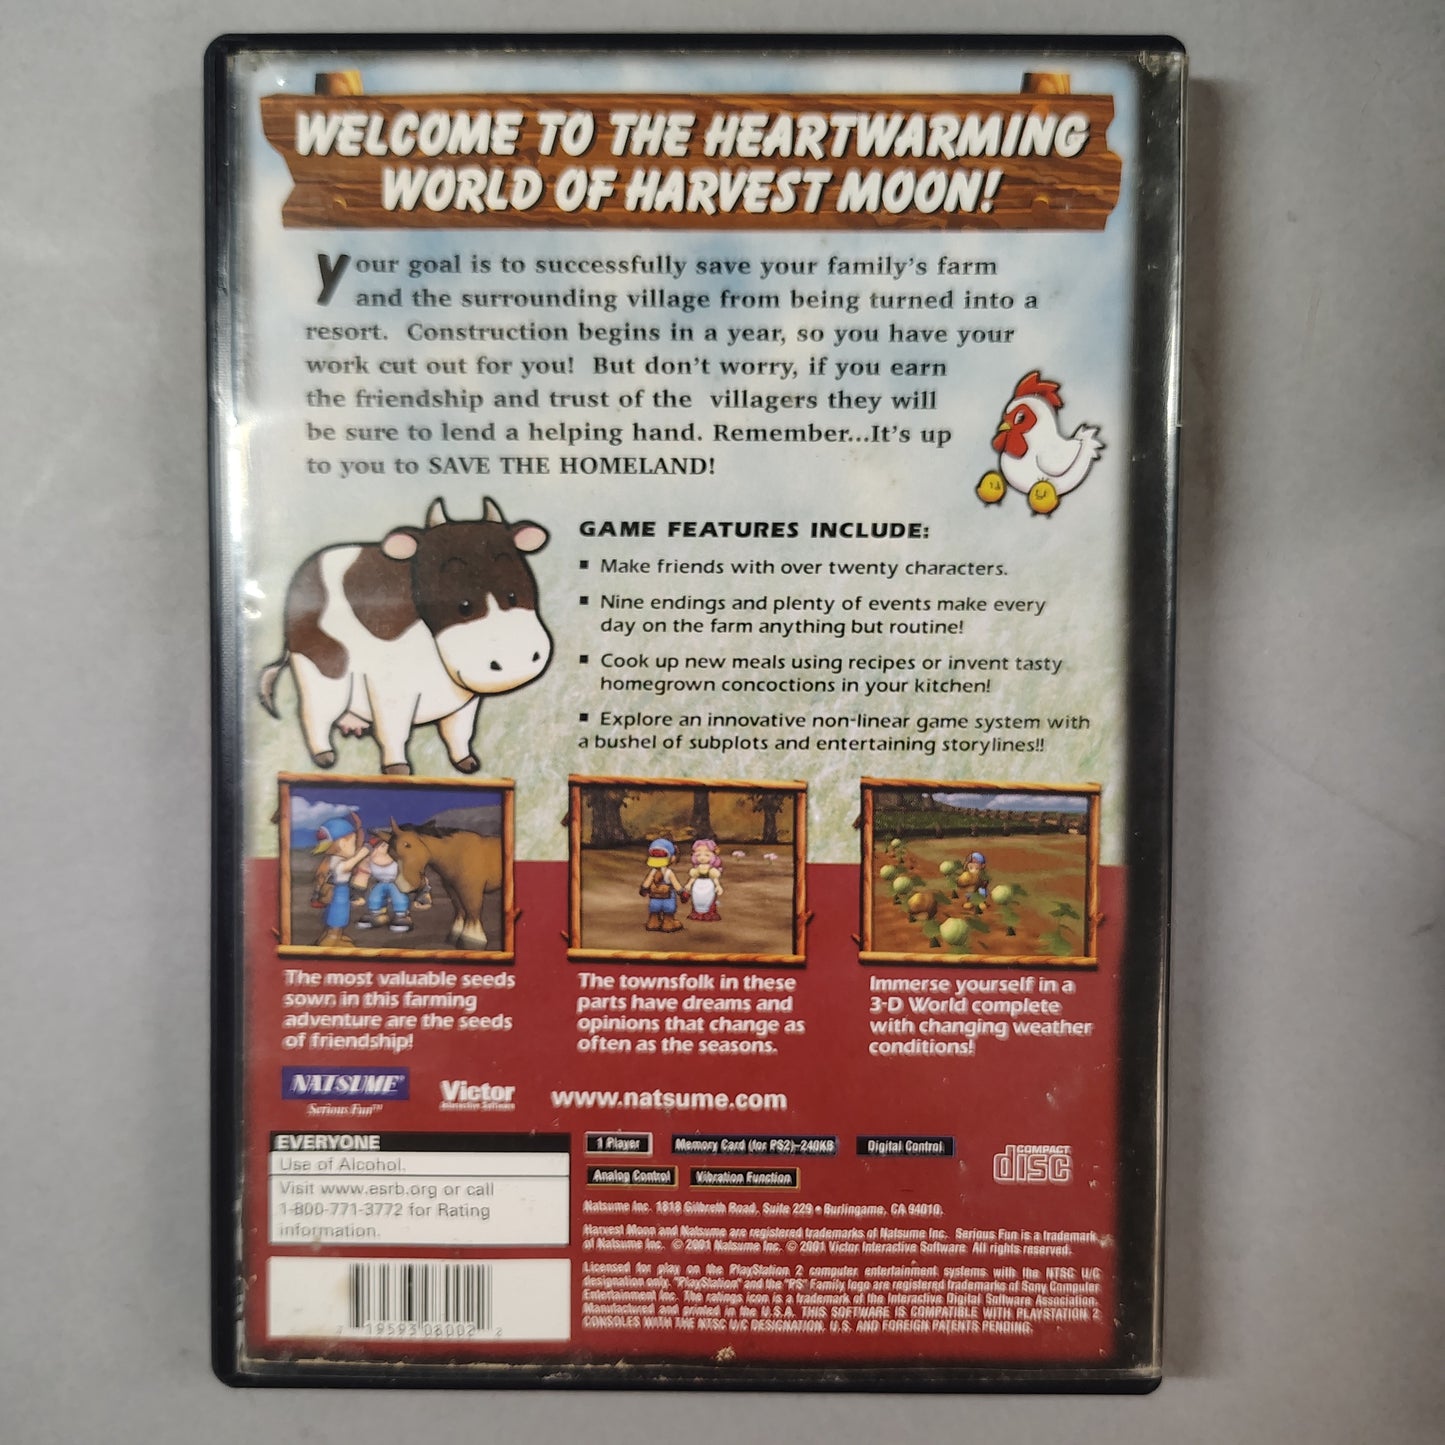 WELCOME TO THE HEARTWARMING
WORLD OF HARVEST MOON!
Your goal is to successfully save your family's farm
and the surrounding village from being turned into a
resort. Construction begins in a year, so you have your
work cut out for you! But don't worry, if you earn
the friendship and trust of the villagers they will
be sure to lend a helping hand. Remember...It's up
to you to SAVE THE HOMELAND!
GAME FEATURES INCLUDE:
▪ Make friends with over twenty characters.
▪ Nine endings and plenty of events make every
day on the farm anything but routine!
▪ Cook up new meals using recipes or invent tasty
homegrown concoctions in your kitchen!
▪ Explore an innovative non-linear game system with
a bushel of subplots and entertaining storylines!!
The most valuable seeds
sown in this farming
adventure are the seeds
of friendship!
The townsfolk in these
parts have dreams and
opinions that change as
often as the seasons.
Immerse yourself in a
3-D World complete
with changing weather
conditions!
NATSUME®
Serious Fun™
Victor
Interactive Software
www.natsume.com
EVERYONE
Use of Alcohol.
Visit www.esrb.org or call
1-800-771-3772 for Rating
information.
1 Player
Memory Card (for PS2)–240KB
Digital Control
Analog Control
Vibration Function
COMPACT
disc
Natsume Inc. 1818 Gilbreth Road, Suite 229 • Burlingame, CA 94010.
Harvest Moon and Natsume are registered trademarks of Natsume Inc. Serious Fun is a trademark
of Natsume Inc. © 2001 Natsume Inc. © 2001 Victor Interactive Software. All rights reserved.
Licensed for play on the PlayStation 2 computer entertainment systems with the NTSC U/C
designation only. "PlayStation" and the "PS" Family logo are registered trademarks of Sony Computer
Entertainment Inc. The ratings icon is a trademark of the Interactive Digital Software Association.
Manufactured and printed in the U.S.A. THIS SOFTWARE IS COMPATIBLE WITH PLAYSTATION 2
CONSOLES WITH THE NTSC U/C DESIGNATION. U.S. AND FOREIGN PATENTS PENDING.
19593 08002 2